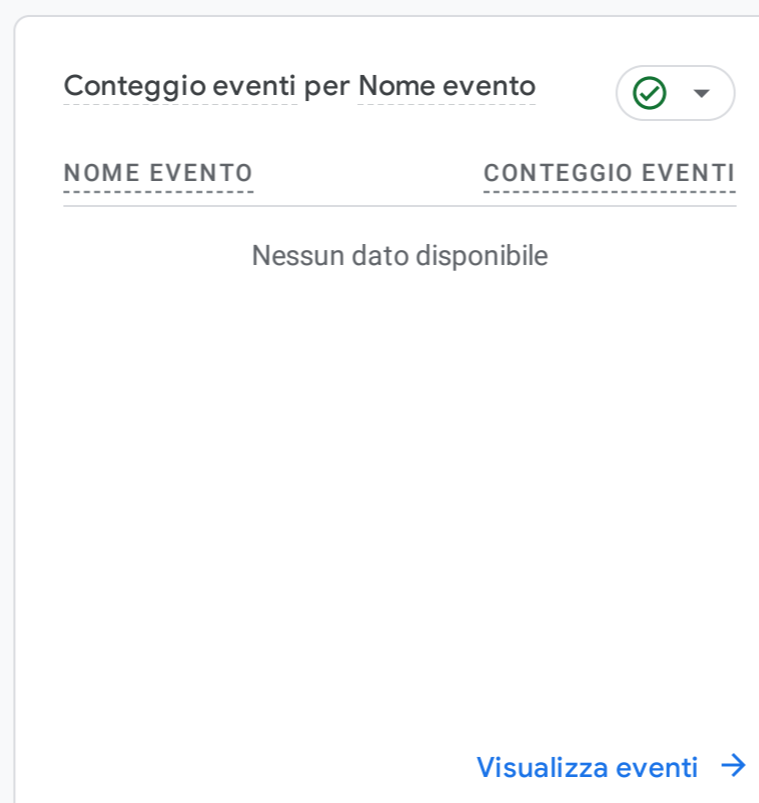 Conteggio eventi per Nome evento
NOME EVENTO CONTEGGIO EVENTI
Nessun dato disponibile
Visualizza eventi